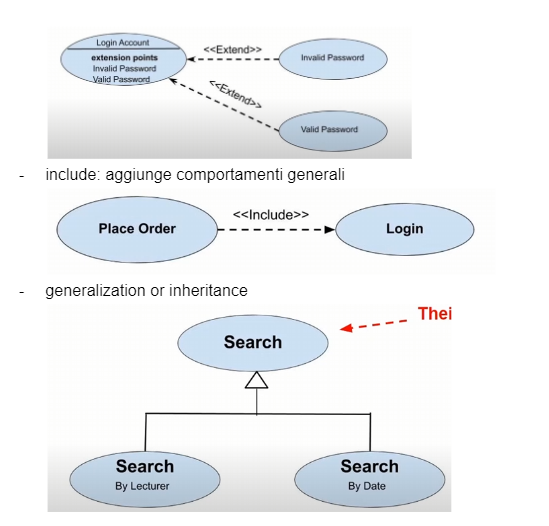 Login Account
extension points
Invalid Password
Valid Password
<<Extend>>
Invalid Password
<<Extend>>
Valid Password
- include: aggiunge comportamenti generali
Place Order
<<Include>>
Login
- generalization or inheritance
Thei
Search
Search
By Lecturer
Search
By Date